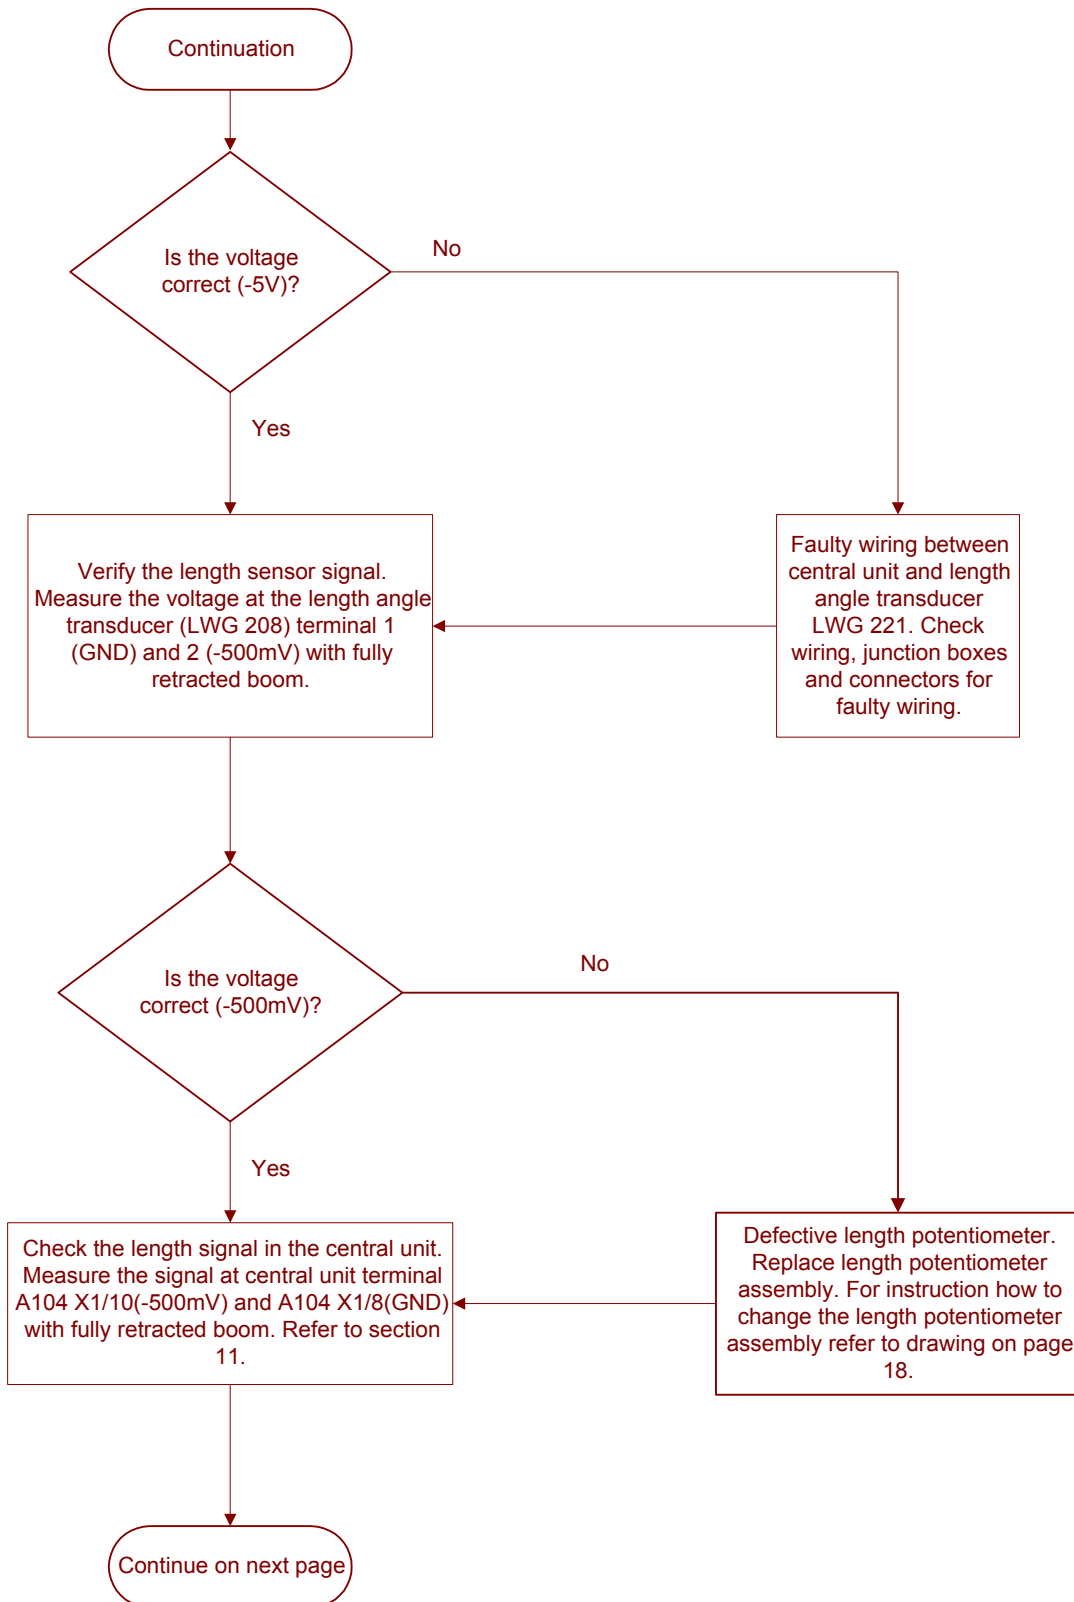 Continuation
Is the voltage
correct (-5V)?
No
Yes
Verify the length sensor signal.
Measure the voltage at the length angle
transducer (LWG 208) terminal 1
(GND) and 2 (-500mV) with fully
retracted boom.
Faulty wiring between
central unit and length
angle transducer
LWG 221. Check
wiring, junction boxes
and connectors for
faulty wiring.
Is the voltage
correct (-500mV)?
No
Yes
Check the length signal in the central unit.
Measure the signal at central unit terminal
A104 X1/10(-500mV) and A104 X1/8(GND)
with fully retracted boom. Refer to section
11.
Defective length potentiometer.
Replace length potentiometer
assembly. For instruction how to
change the length potentiometer
assembly refer to drawing on page
18.
Continue on next page